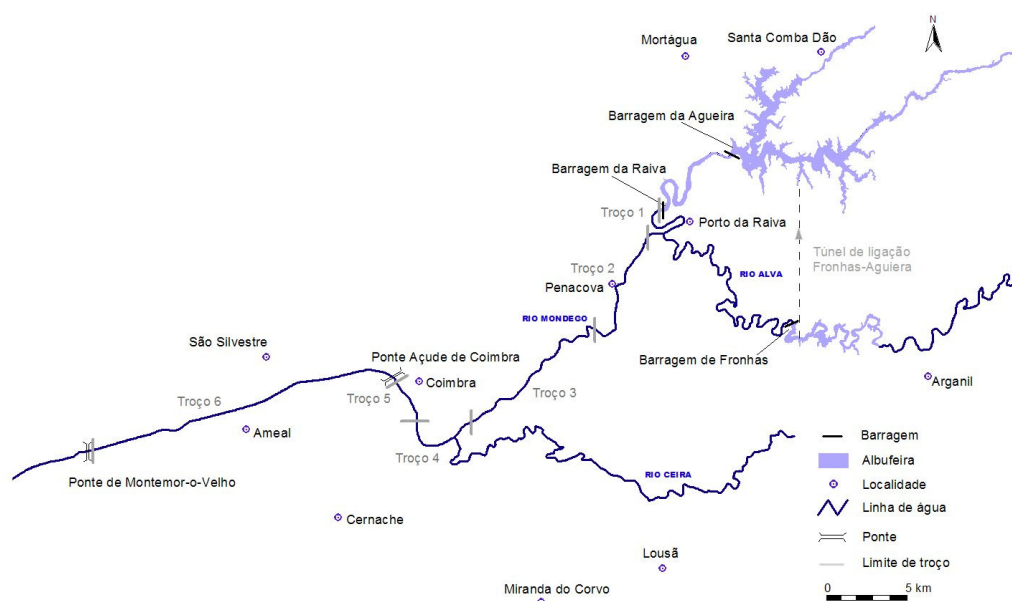 N
Mortágua
Santa Comba Dão
Barragem da Agueira
Barragem da Raiva
Troço 1
Porto da Raiva
Túnel de ligação
Fronhas-Aguiera
Troço 2
RIO ALVA
Penacova
RIO MONDEGO
São Silvestre
Ponte Açude de Coimbra
Barragem de Fronhas
Coimbra
Arganil
Troço 3
Troço 5
Troço 6
Ameal
Troço 4
Ponte de Montemor-o-Velho
RIO CEIRA
Cernache
Lousã
Miranda do Corvo
Barragem
Albufeira
Localidade
Linha de água
Ponte
Limite de troço
0 5 km